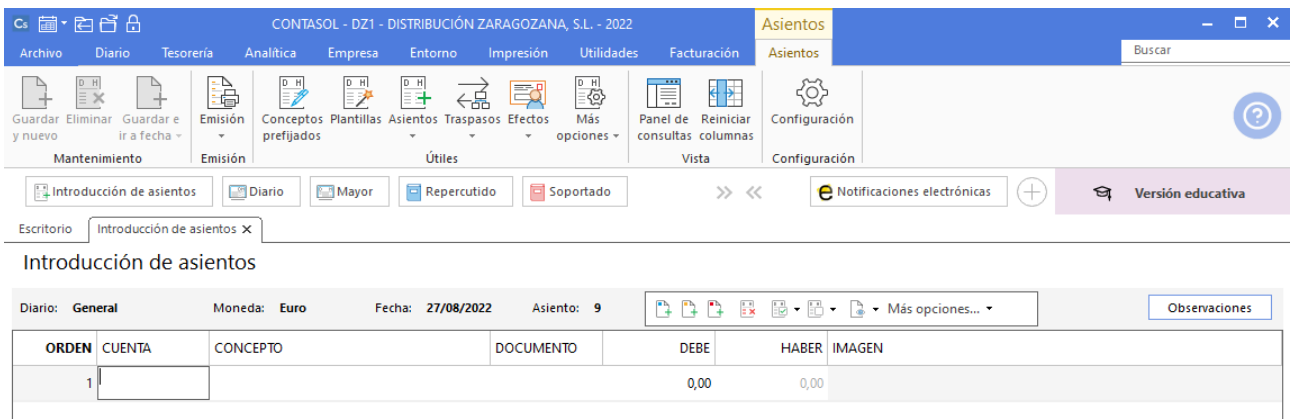 Cs CONTASOL - DZ1 - DISTRIBUCIÓN ZARAGOZANA, S.L. - 2022 Asientos
Archivo Diario Tesorería Analítica Empresa Entorno Impresión Utilidades Facturación Asientos Buscar
Guardar y nuevo
Eliminar
Guardar e ir a fecha
Emisión
Conceptos prefijados
Plantillas
Asientos
Traspasos
Efectos
Más opciones
Panel de consultas
Reiniciar columnas
Configuración
Mantenimiento Emisión Útiles Vista Configuración
Introducción de asientos Diario Mayor Repercutido Soportado Notificaciones electrónicas Versión educativa
Escritorio Introducción de asientos
Introducción de asientos
Diario: General Moneda: Euro Fecha: 27/08/2022 Asiento: 9 Más opciones... Observaciones
ORDEN CUENTA CONCEPTO DOCUMENTO DEBE HABER IMAGEN
1 0,00 0,00